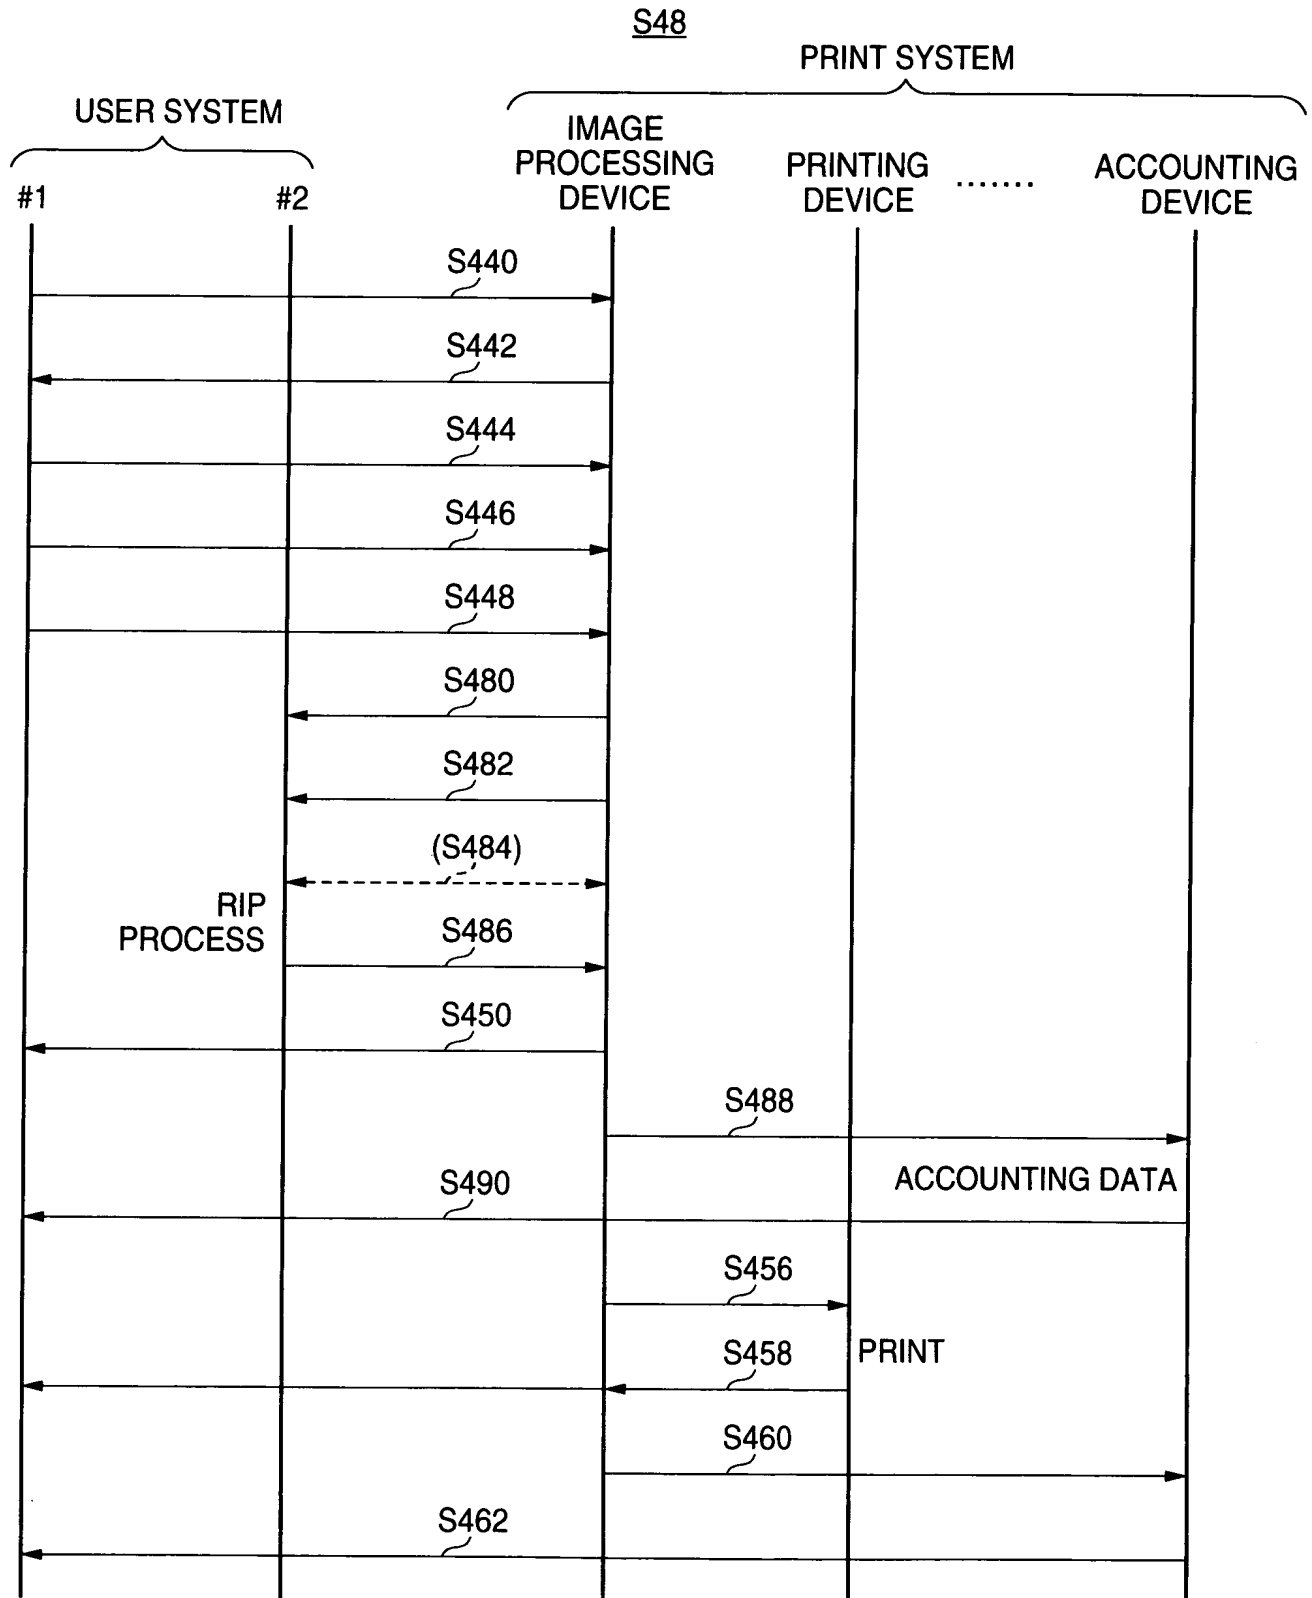 S48
PRINT SYSTEM
USER SYSTEM
#1
#2
IMAGE
PROCESSING
DEVICE
PRINTING
DEVICE
.......
ACCOUNTING
DEVICE
S440
S442
S444
S446
S448
S480
S482
(S484)
RIP
PROCESS
S486
S450
S488
ACCOUNTING DATA
S490
S456
PRINT
S458
S460
S462